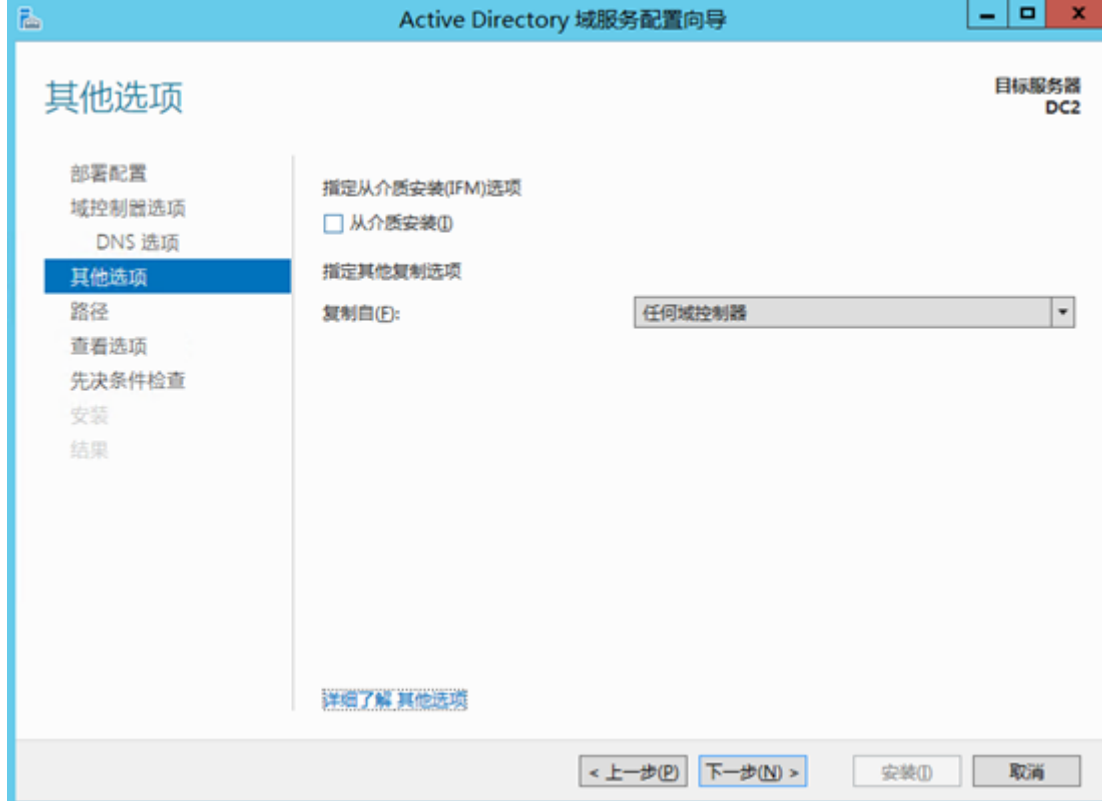 Active Directory 域服务配置向导
其他选项
目标服务器
DC2
部署配置
域控制器选项
DNS 选项
其他选项
路径
查看选项
先决条件检查
安装
结果
指定从介质安装(IFM)选项
从介质安装(I)
指定其他复制选项
复制自(F):
任何域控制器
详细了解 其他选项
< 上一步(P)
下一步(N) >
安装(I)
取消